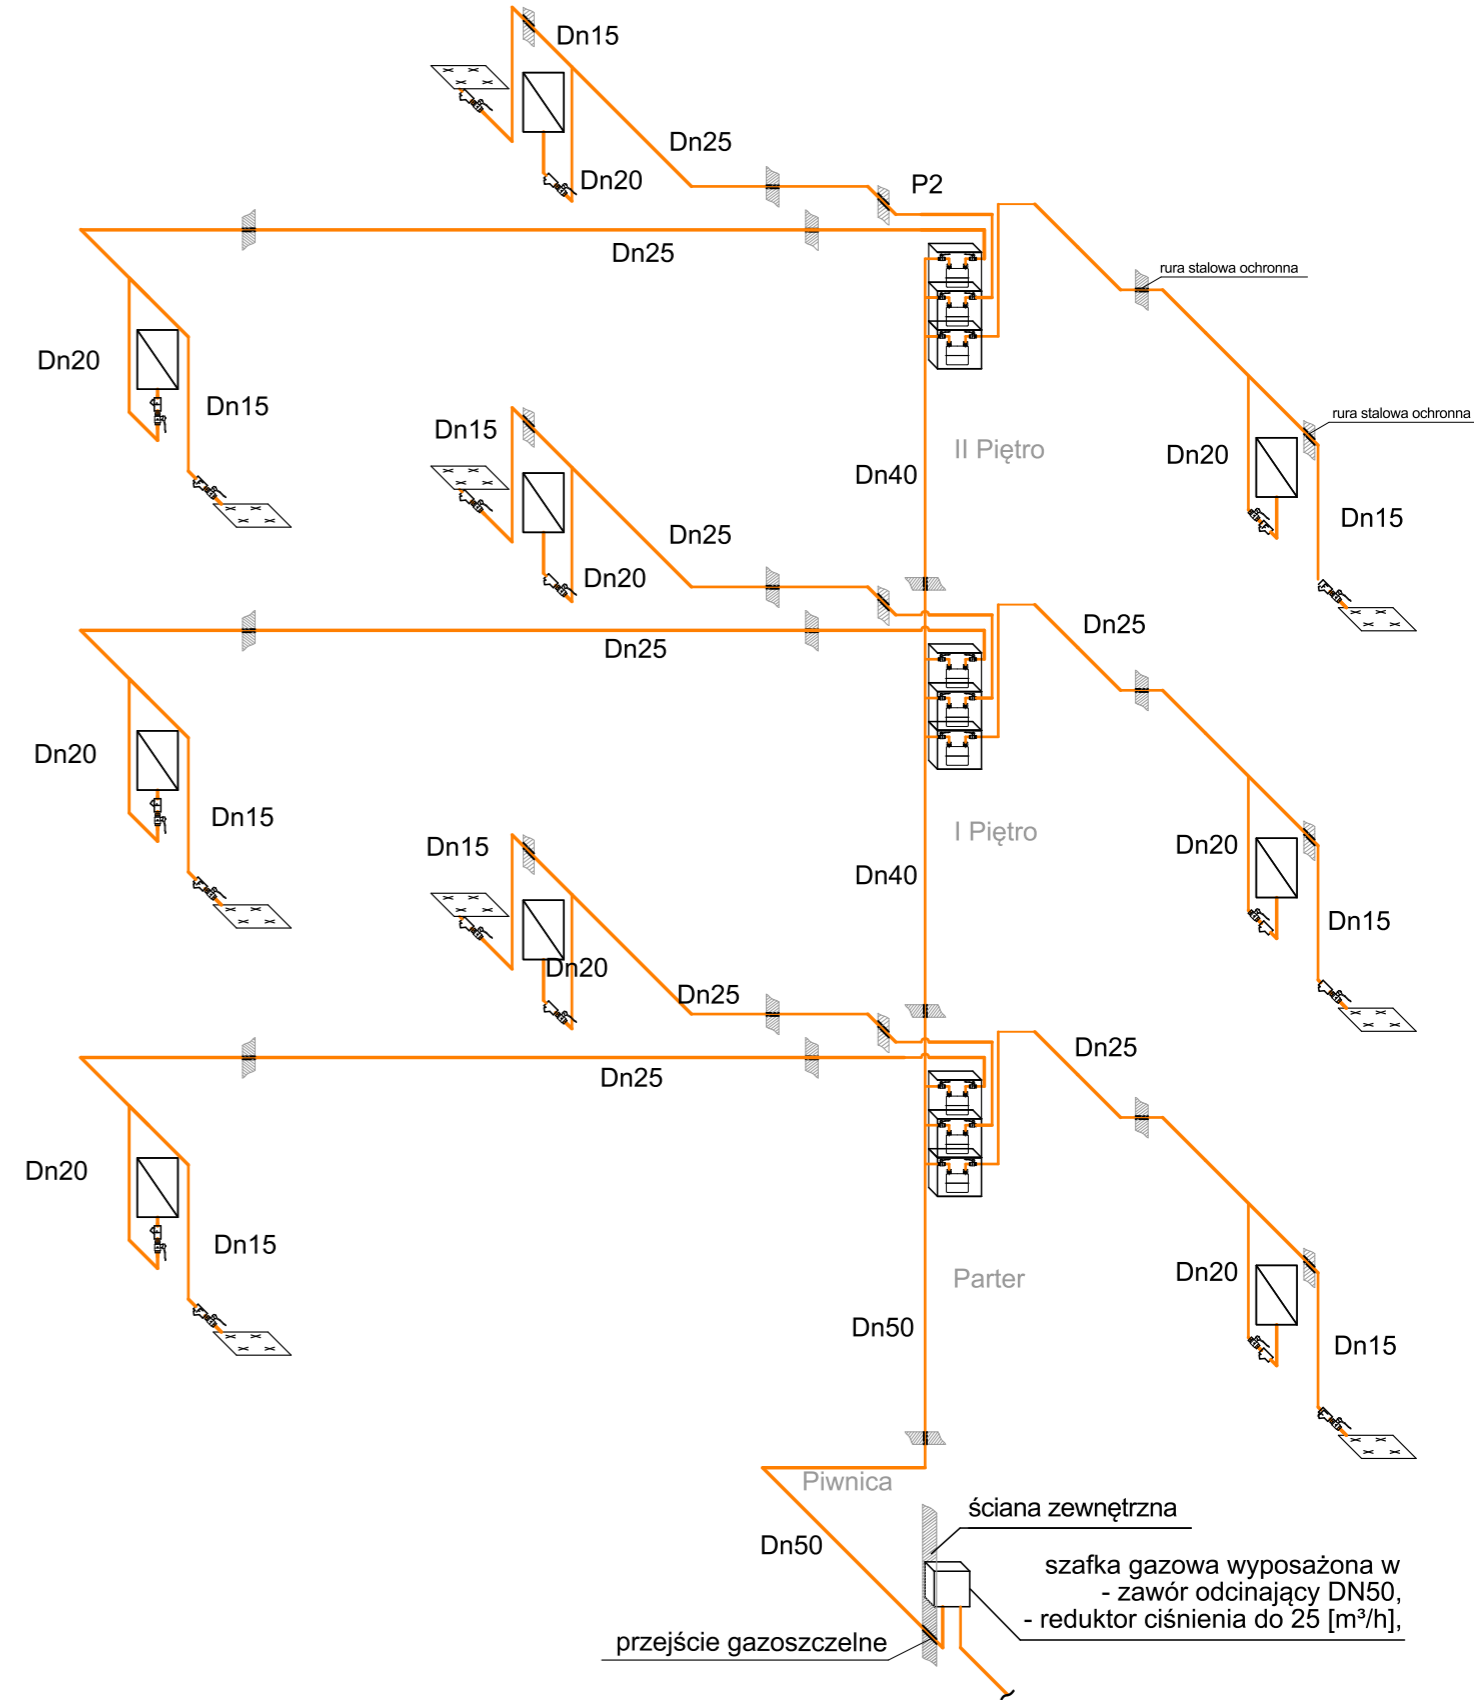 Dn15
Dn25
Dn20
P2
Dn25
rura stalowa ochronna
Dn20
Dn15
rura stalowa ochronna
Dn15
II Piętro
Dn20
Dn40
Dn15
Dn25
Dn20
Dn25
Dn25
Dn20
Dn15
I Piętro
Dn15
Dn20
Dn40
Dn15
Dn20
Dn25
Dn25
Dn25
Dn20
Dn15
Parter
Dn20
Dn50
Dn15
Piwnica
ściana zewnętrzna
Dn50
szafka gazowa wyposażona w
- zawór odcinający DN50,
- reduktor ciśnienia do 25 [m³/h],
przejście gazoszczelne